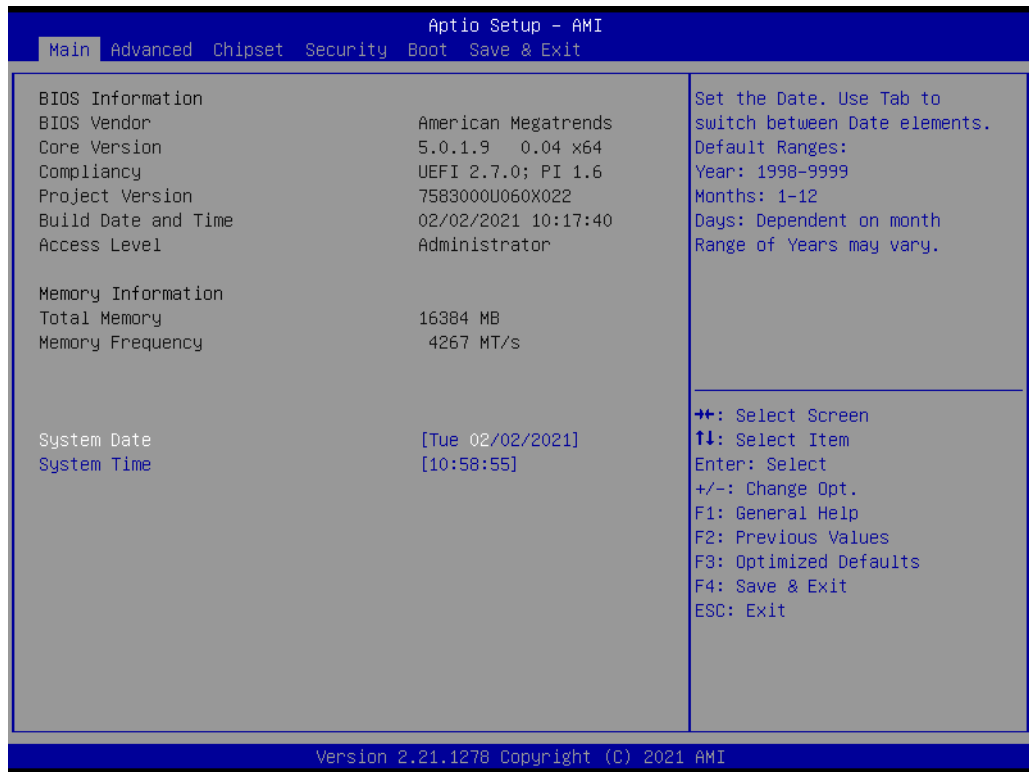 Aptio Setup – AMI
Main Advanced Chipset Security Boot Save & Exit
BIOS Information
BIOS Vendor American Megatrends
Core Version 5.0.1.9 0.04 x64
Compliancy UEFI 2.7.0; PI 1.6
Project Version 7583000U060X022
Build Date and Time 02/02/2021 10:17:40
Access Level Administrator
Memory Information
Total Memory 16384 MB
Memory Frequency 4267 MT/s
System Date [Tue 02/02/2021]
System Time [10:58:55]
Set the Date. Use Tab to
switch between Date elements.
Default Ranges:
Year: 1998-9999
Months: 1-12
Days: Dependent on month
Range of Years may vary.
→←: Select Screen
↑↓: Select Item
Enter: Select
+/-: Change Opt.
F1: General Help
F2: Previous Values
F3: Optimized Defaults
F4: Save & Exit
ESC: Exit
Version 2.21.1278 Copyright (C) 2021 AMI